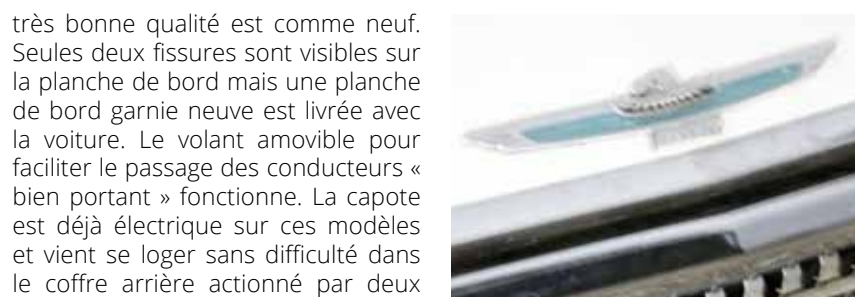 très bonne qualité est comme neuf.
Seules deux fissures sont visibles sur
la planche de bord mais une planche
de bord garnie neuve est livrée avec
la voiture. Le volant amovible pour
faciliter le passage des conducteurs «
bien portant » fonctionne. La capote
est déjà électrique sur ces modèles
et vient se loger sans difficulté dans
le coffre arrière actionné par deux